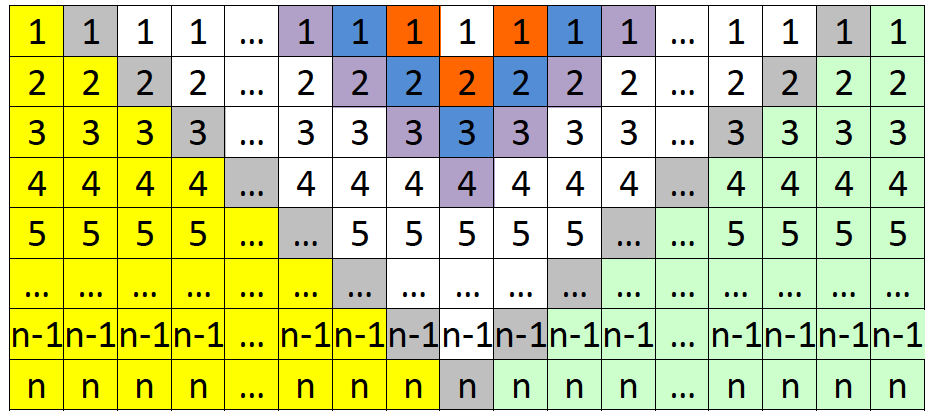 1 1 1 1 ... 1 1 1 1 1 1 1 ... 1 1 1 1
2 2 2 2 ... 2 2 2 2 2 2 2 ... 2 2 2 2
3 3 3 3 ... 3 3 3 3 3 3 3 ... 3 3 3 3
4 4 4 4 ... 4 4 4 4 4 4 4 ... 4 4 4 4
5 5 5 5 ... ... 5 5 5 5 5 ... ... 5 5 5 5
... ... ... ... ... ... ... ... ... ... ... ... ... ... ... ... ...
n-1 n-1 n-1 n-1 ... n-1 n-1 n-1 n-1 n-1 n-1 n-1 ... n-1 n-1 n-1 n-1
n n n n ... n n n n n n n ... n n n n